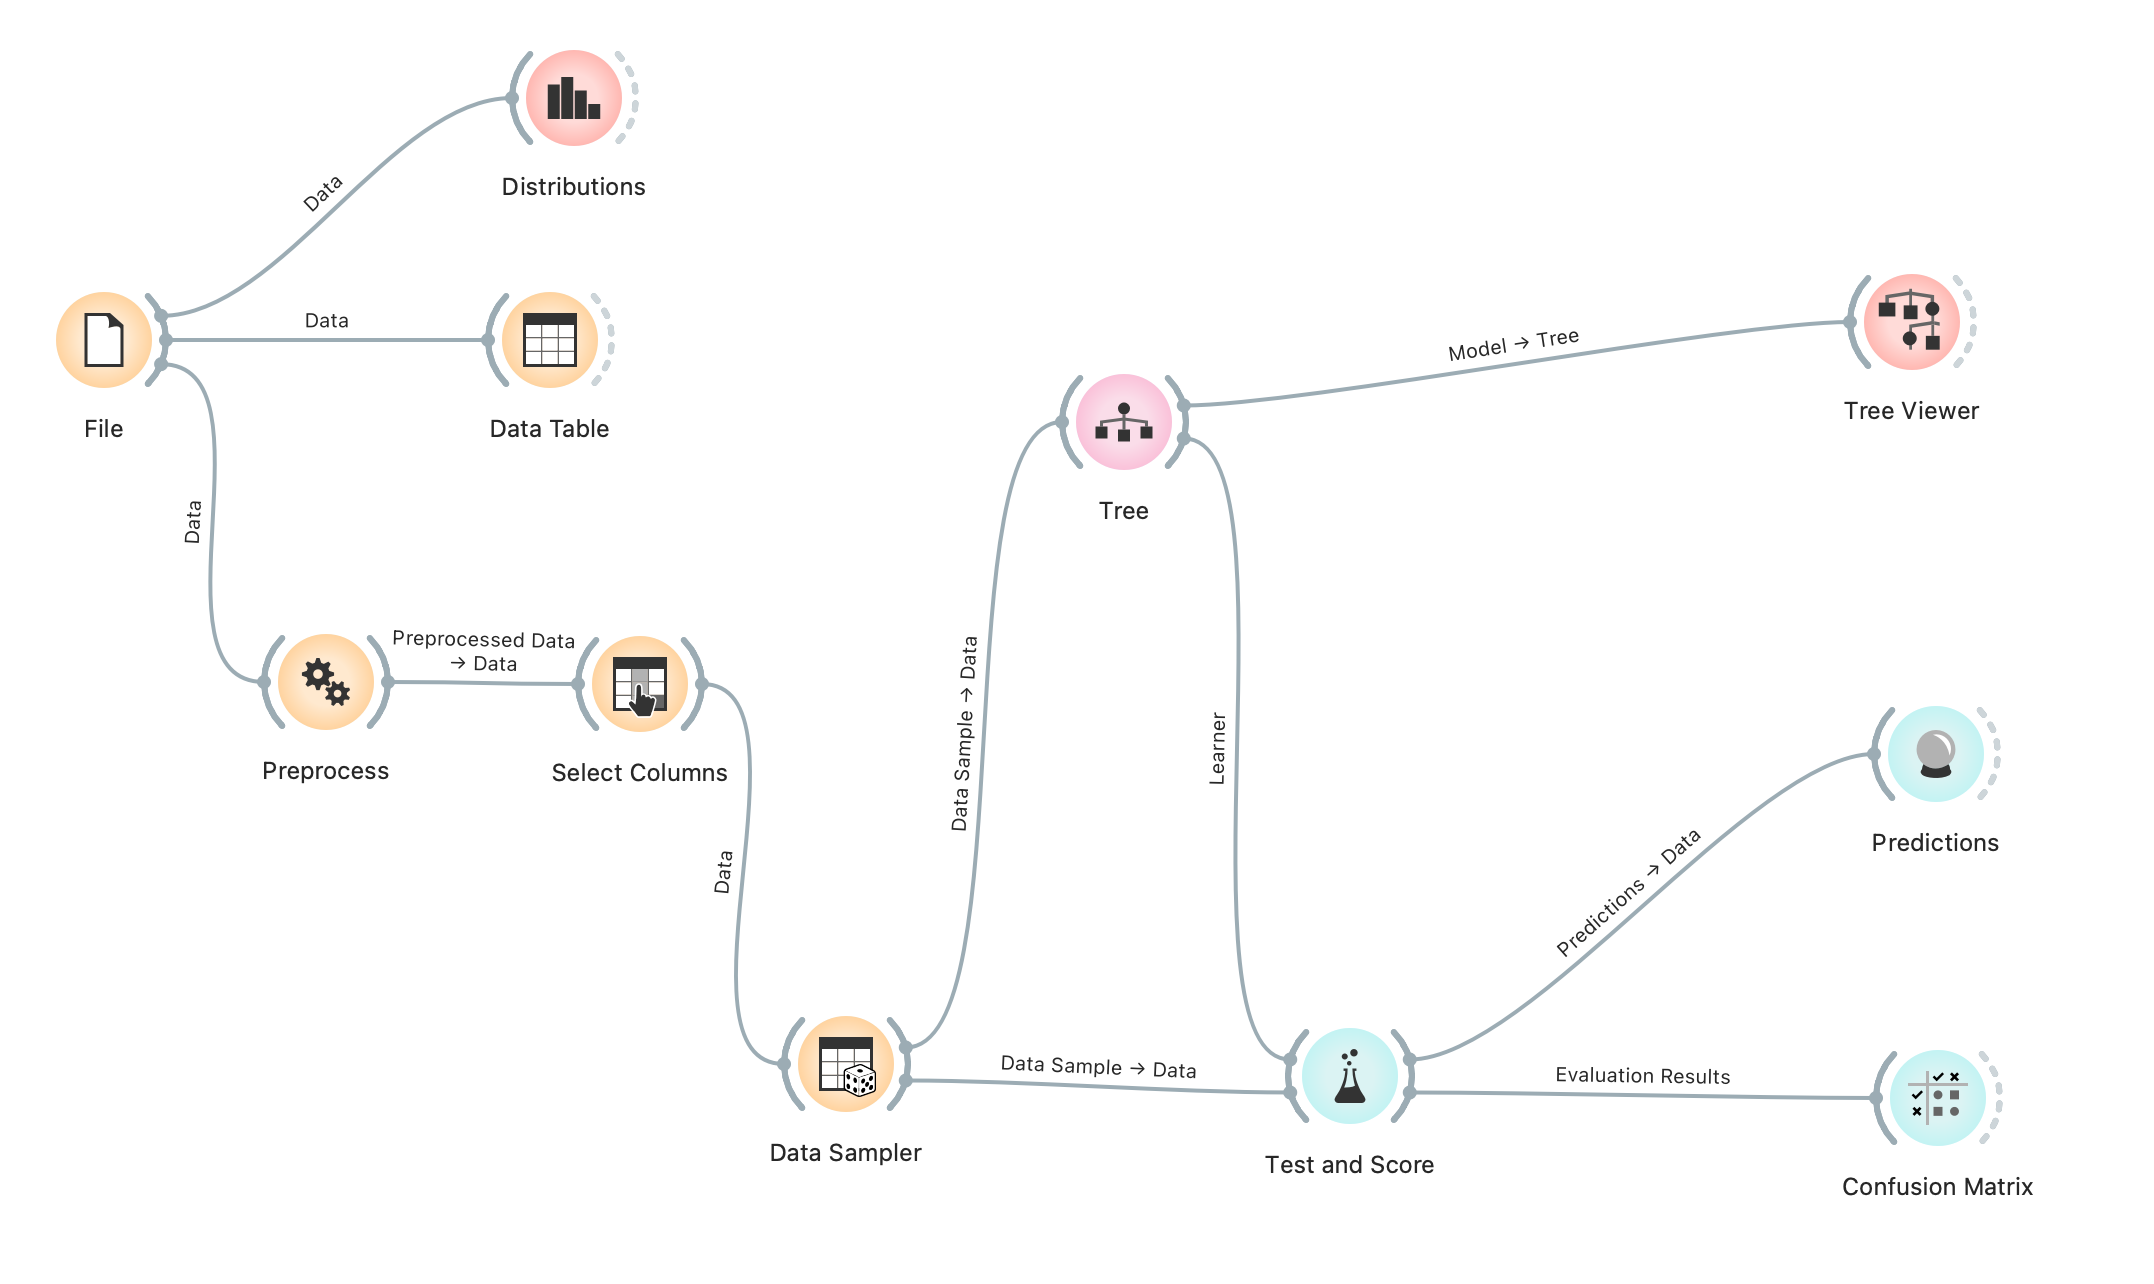 Distributions
Data
Data
File
Data Table
Data
Model → Tree
Tree Viewer
Tree
Preprocessed Data
→ Data
Preprocess
Select Columns
Data
Data Sample → Data
Learner
Predictions
Predictions → Data
Data Sample → Data
Evaluation Results
Data Sampler
Test and Score
Confusion Matrix